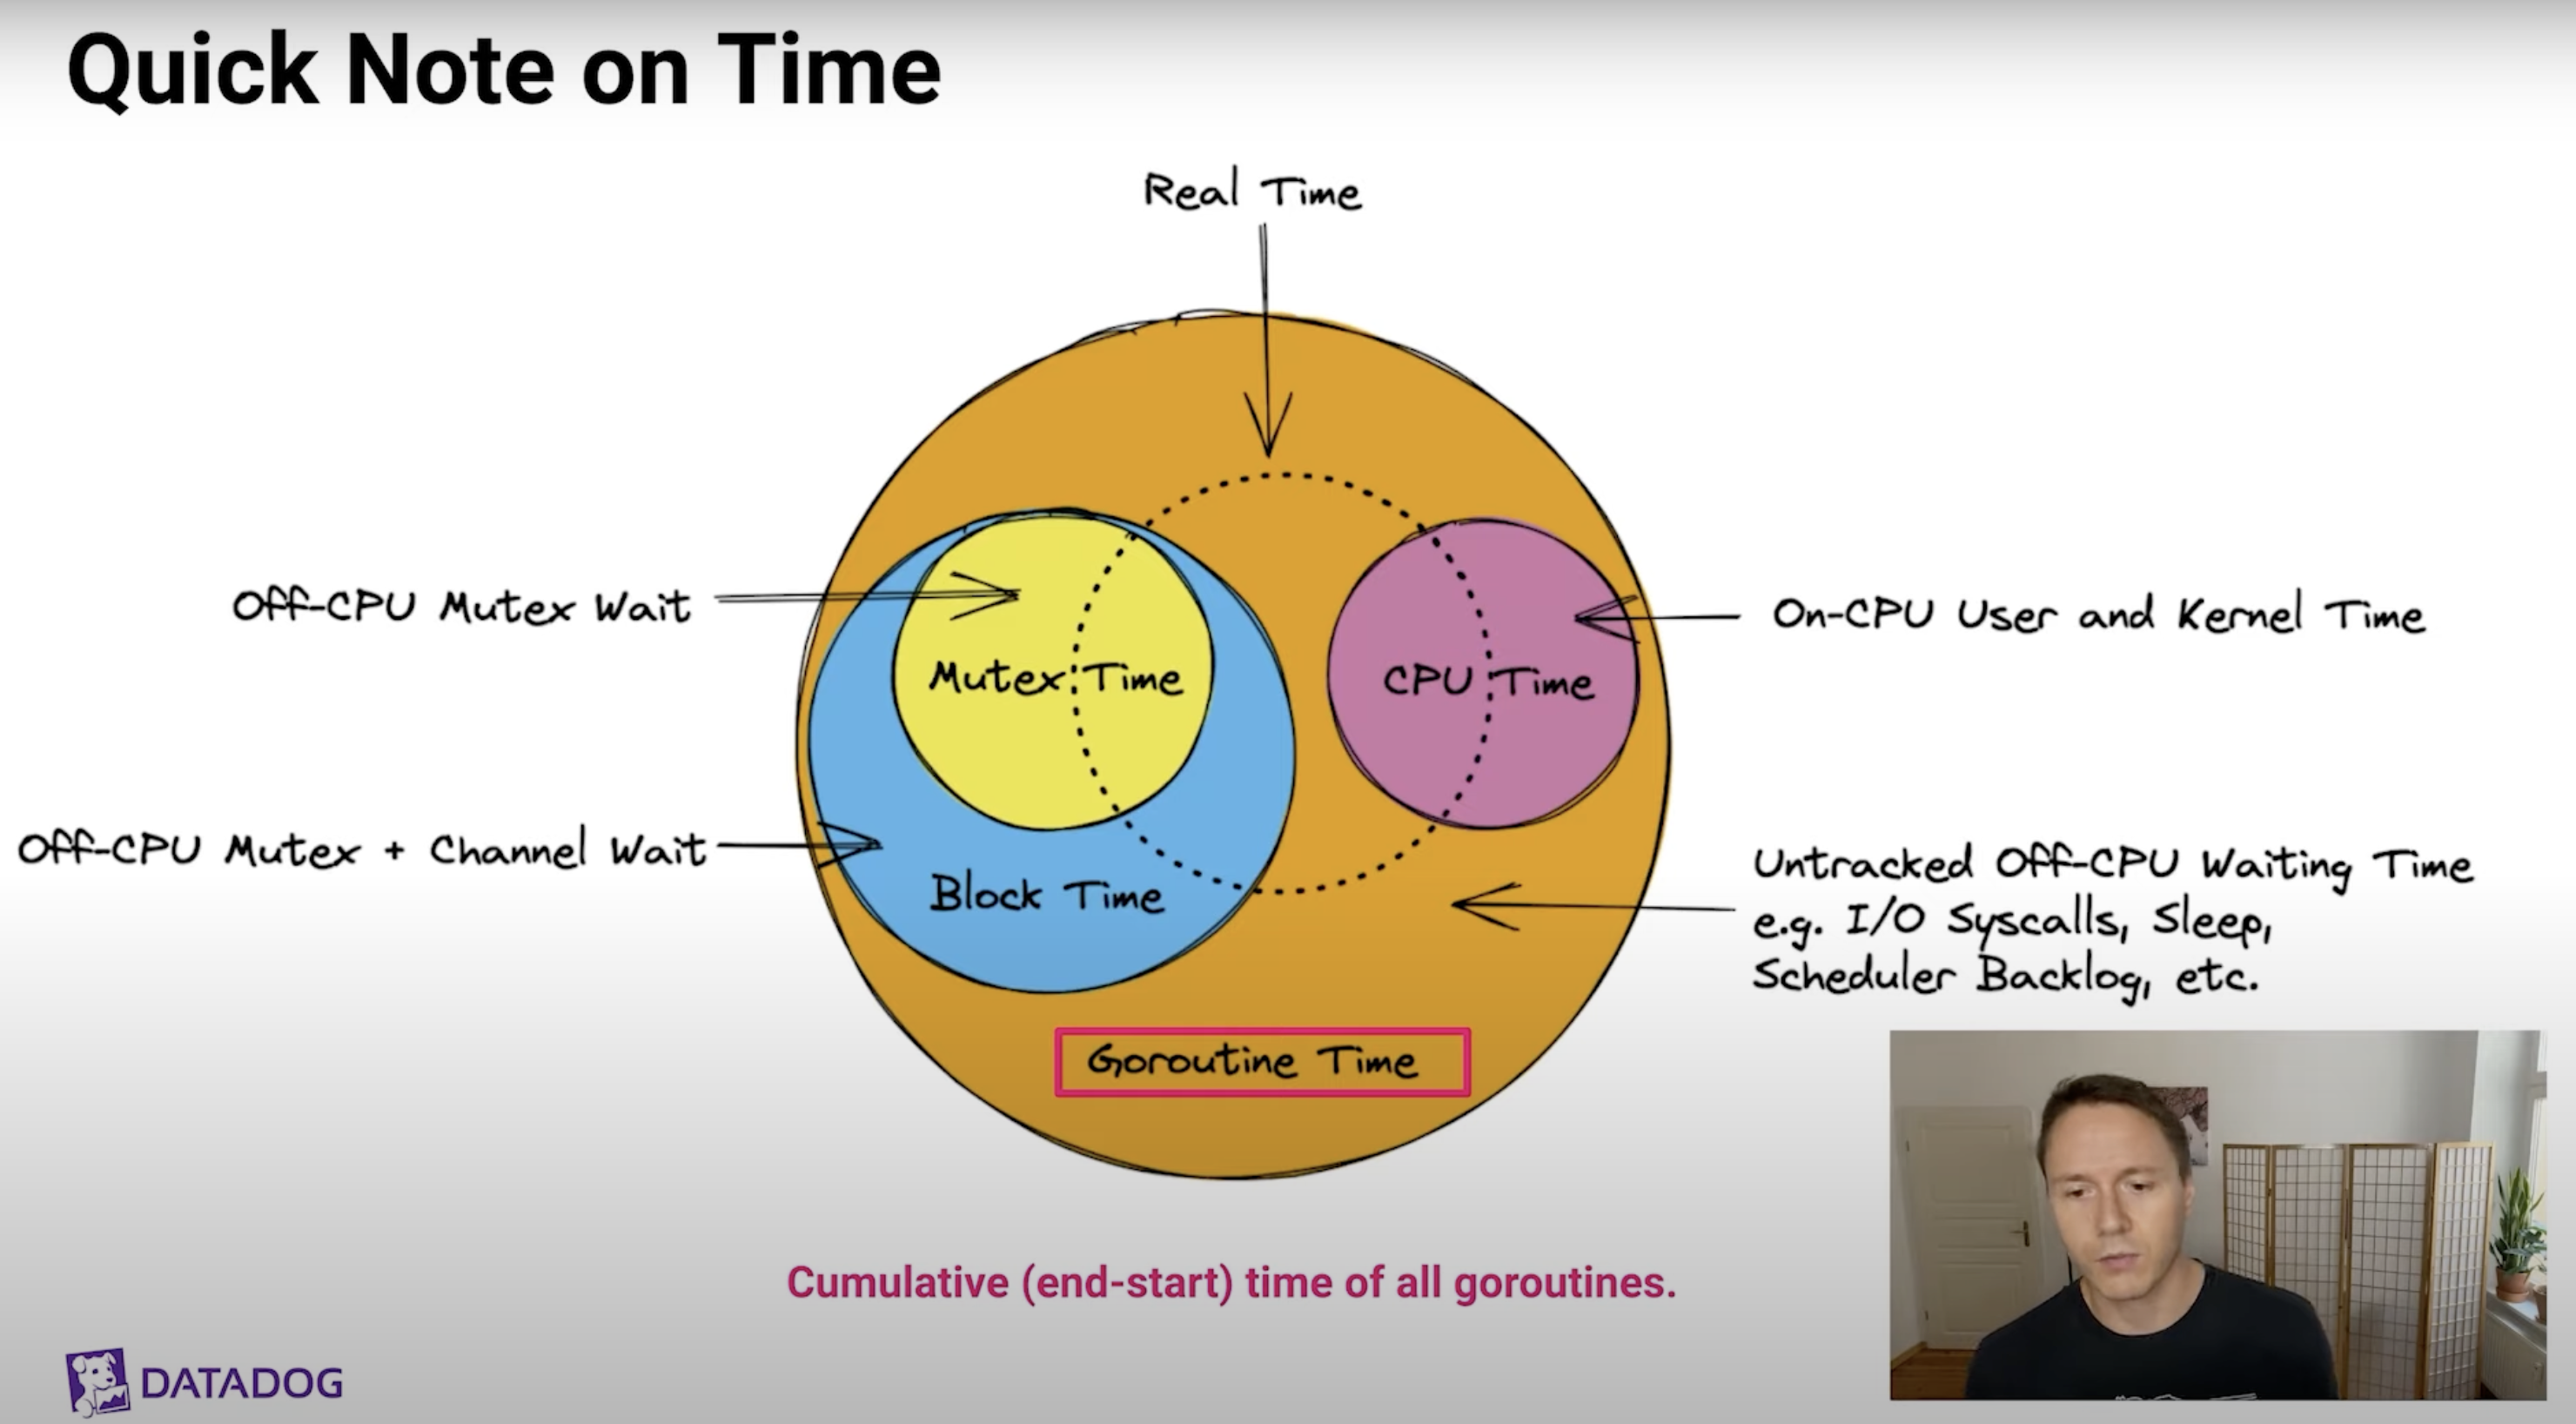 Quick Note on Time
Real Time
Off-CPU Mutex Wait
On-CPU User and Kernel Time
Mutex Time
CPU Time
Off-CPU Mutex + Channel Wait
Block Time
Untracked Off-CPU Waiting Time
e.g. I/O Syscalls, Sleep,
Scheduler Backlog, etc.
Goroutine Time
Cumulative (end-start) time of all goroutines.
DATADOG